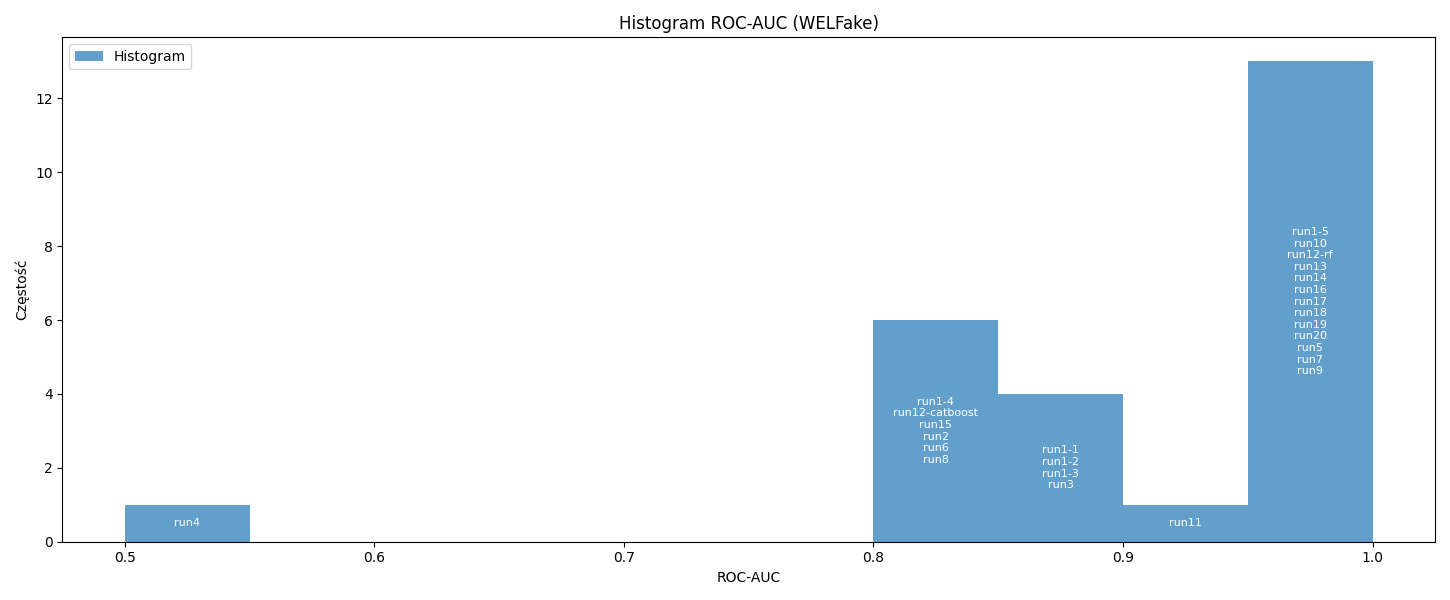 Histogram ROC-AUC (WELFake)
Histogram
Częstość
12
10
8
6
4
2
0
run4
run1-4
run12-catboost
run15
run2
run6
run8
run1-1
run1-2
run1-3
run3
run11
run1-5
run10
run12-rf
run13
run14
run16
run17
run18
run19
run20
run5
run7
run9
0.5 0.6 0.7 0.8 0.9 1.0
ROC-AUC